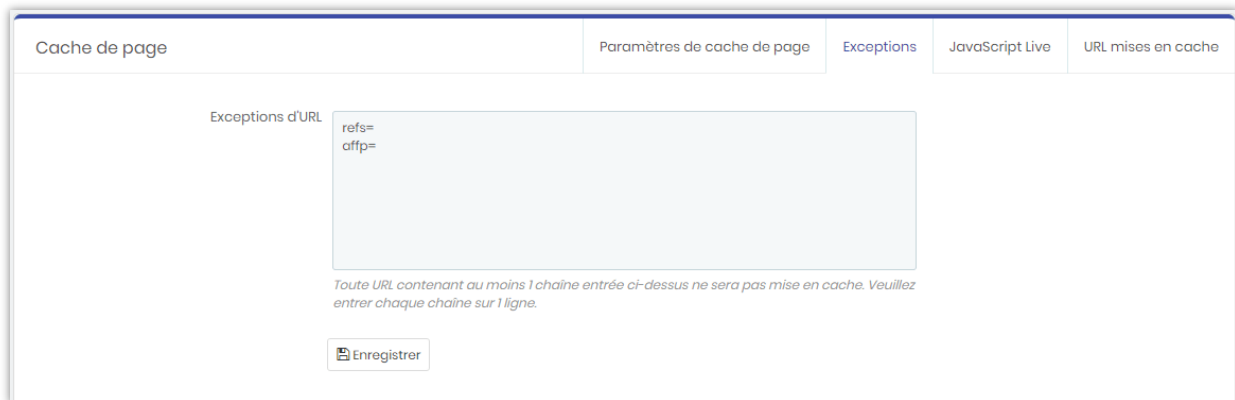 Cache de page
Paramètres de cache de page
Exceptions
JavaScript Live
URL mises en cache
Exceptions d'URL
refs=
affp=
Toute URL contenant au moins 1 chaîne entrée ci-dessus ne sera pas mise en cache. Veuillez
entrer chaque chaîne sur 1 ligne.
Enregistrer